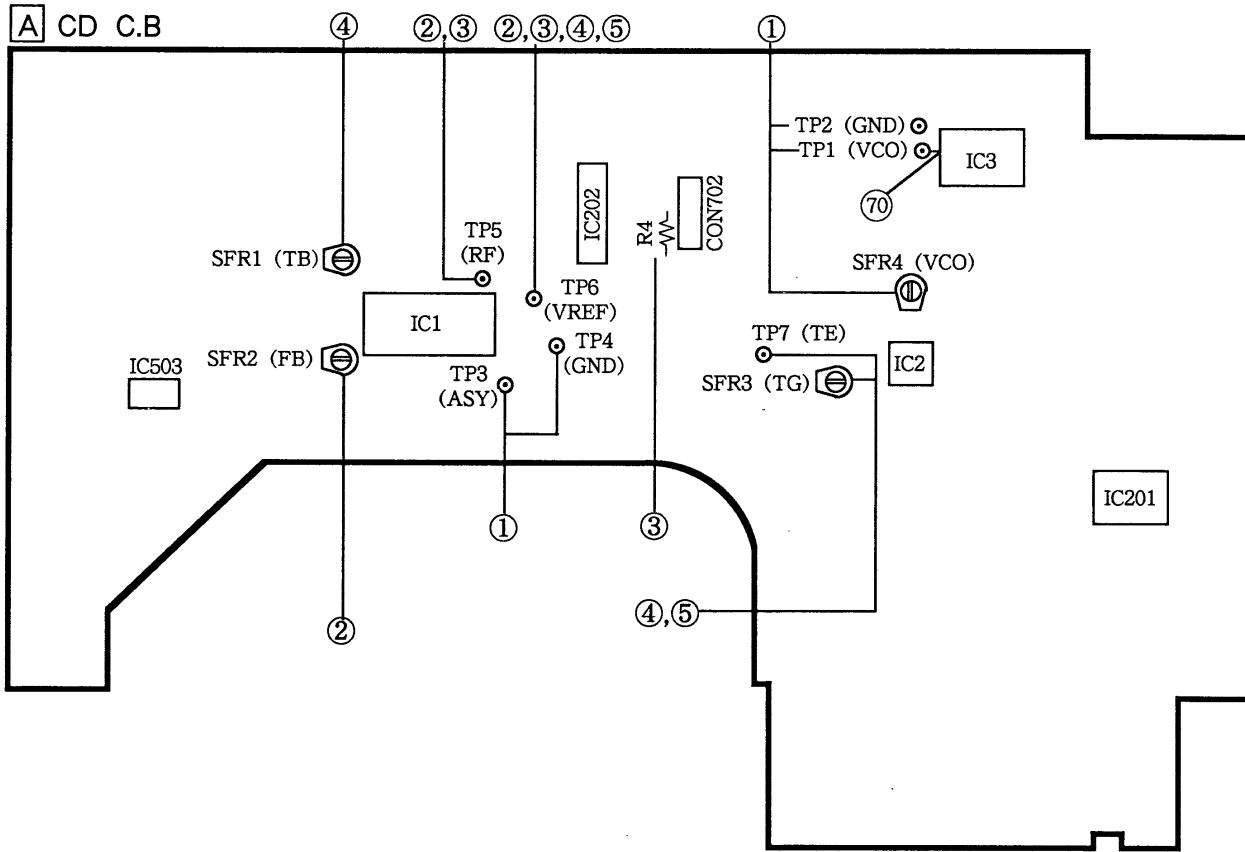 A CD C.B
④
②,③
②,③,④,⑤
①
TP2 (GND)
TP1 (VCO)
IC3
70
IC202
R4
CON702
SFR1 (TB)
TP5
(RF)
SFR4 (VCO)
TP6
(VREF)
IC1
TP4
(GND)
TP7 (TE)
IC2
SFR2 (FB)
IC503
TP3
(ASY)
SFR3 (TG)
IC201
①
③
②
④,⑤